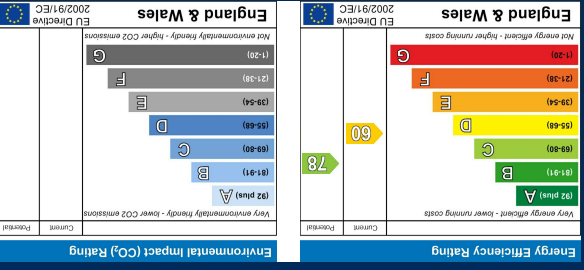 Energy Efficiency Rating
Current Potential
Very energy efficient - lower running costs
(92 plus) A
(81-91) B
(69-80) C
(55-68) D
(39-54) E
(21-38) F
(1-20) G
Not energy efficient - higher running costs
60
78
England & Wales
EU Directive
2002/91/EC
Environmental Impact (CO₂) Rating
Current Potential
Very environmentally friendly - lower CO2 emissions
(92 plus) A
(81-91) B
(69-80) C
(55-68) D
(39-54) E
(21-38) F
(1-20) G
Not environmentally friendly - higher CO2 emissions
England & Wales
EU Directive
2002/91/EC